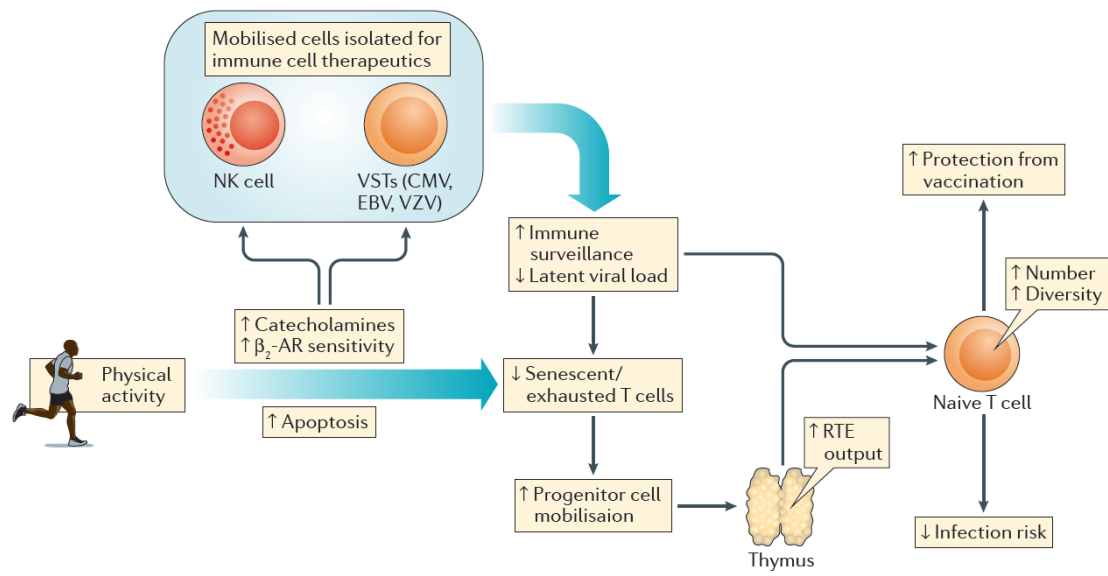 Mobilised cells isolated for
immune cell therapeutics
NK cell
VSTs (CMV,
EBV, VZV)
↑ Catecholamines
↑ β₂-AR sensitivity
Physical
activity
↑ Apoptosis
↑ Immune
surveillance
↓ Latent viral load
↓ Senescent/
exhausted T cells
↑ Progenitor cell
mobilisaion
↑ RTE
output
Thymus
↑ Protection from
vaccination
↑ Number
↑ Diversity
Naive T cell
↓ Infection risk